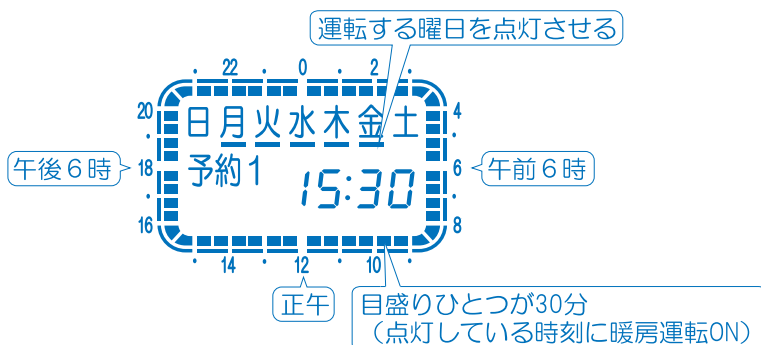 運転する曜日を点灯させる
22 ・ 0 ・ 2 ・
20
日月火水木金土
4
予約1
15:30
午後6時
18
6
午前6時
16
8
・ 14 ・ 12 ・ 10 ・
正午
目盛りひとつが30分
（点灯している時刻に暖房運転ON）